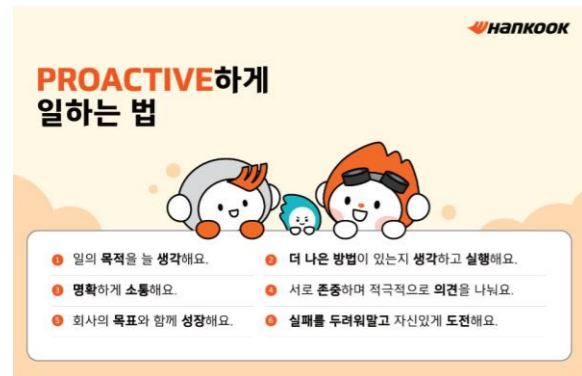 Hankook
PROACTIVE하게
일하는 법
1 일의 목적을 늘 생각해요.
2 더 나은 방법이 있는지 생각하고 실행해요.
3 명확하게 소통해요.
4 서로 존중하며 적극적으로 의견을 나눠요.
5 회사의 목표와 함께 성장해요.
6 실패를 두려워말고 자신있게 도전해요.